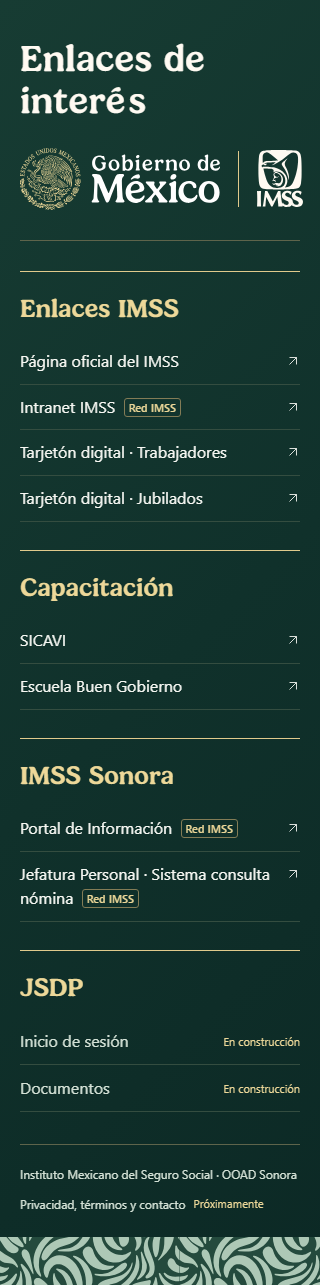 Enlaces de
interés
ESTADOS UNIDOS MEXICANOS
Gobierno de
México
IMSS
Enlaces IMSS
Página oficial del IMSS
Intranet IMSS Red IMSS
Tarjetón digital · Trabajadores
Tarjetón digital · Jubilados
Capacitación
SICAVI
Escuela Buen Gobierno
IMSS Sonora
Portal de Información Red IMSS
Jefatura Personal · Sistema consulta
nómina Red IMSS
JSDP
Inicio de sesión En construcción
Documentos En construcción
Instituto Mexicano del Seguro Social · OOAD Sonora
Privacidad, términos y contacto Próximamente